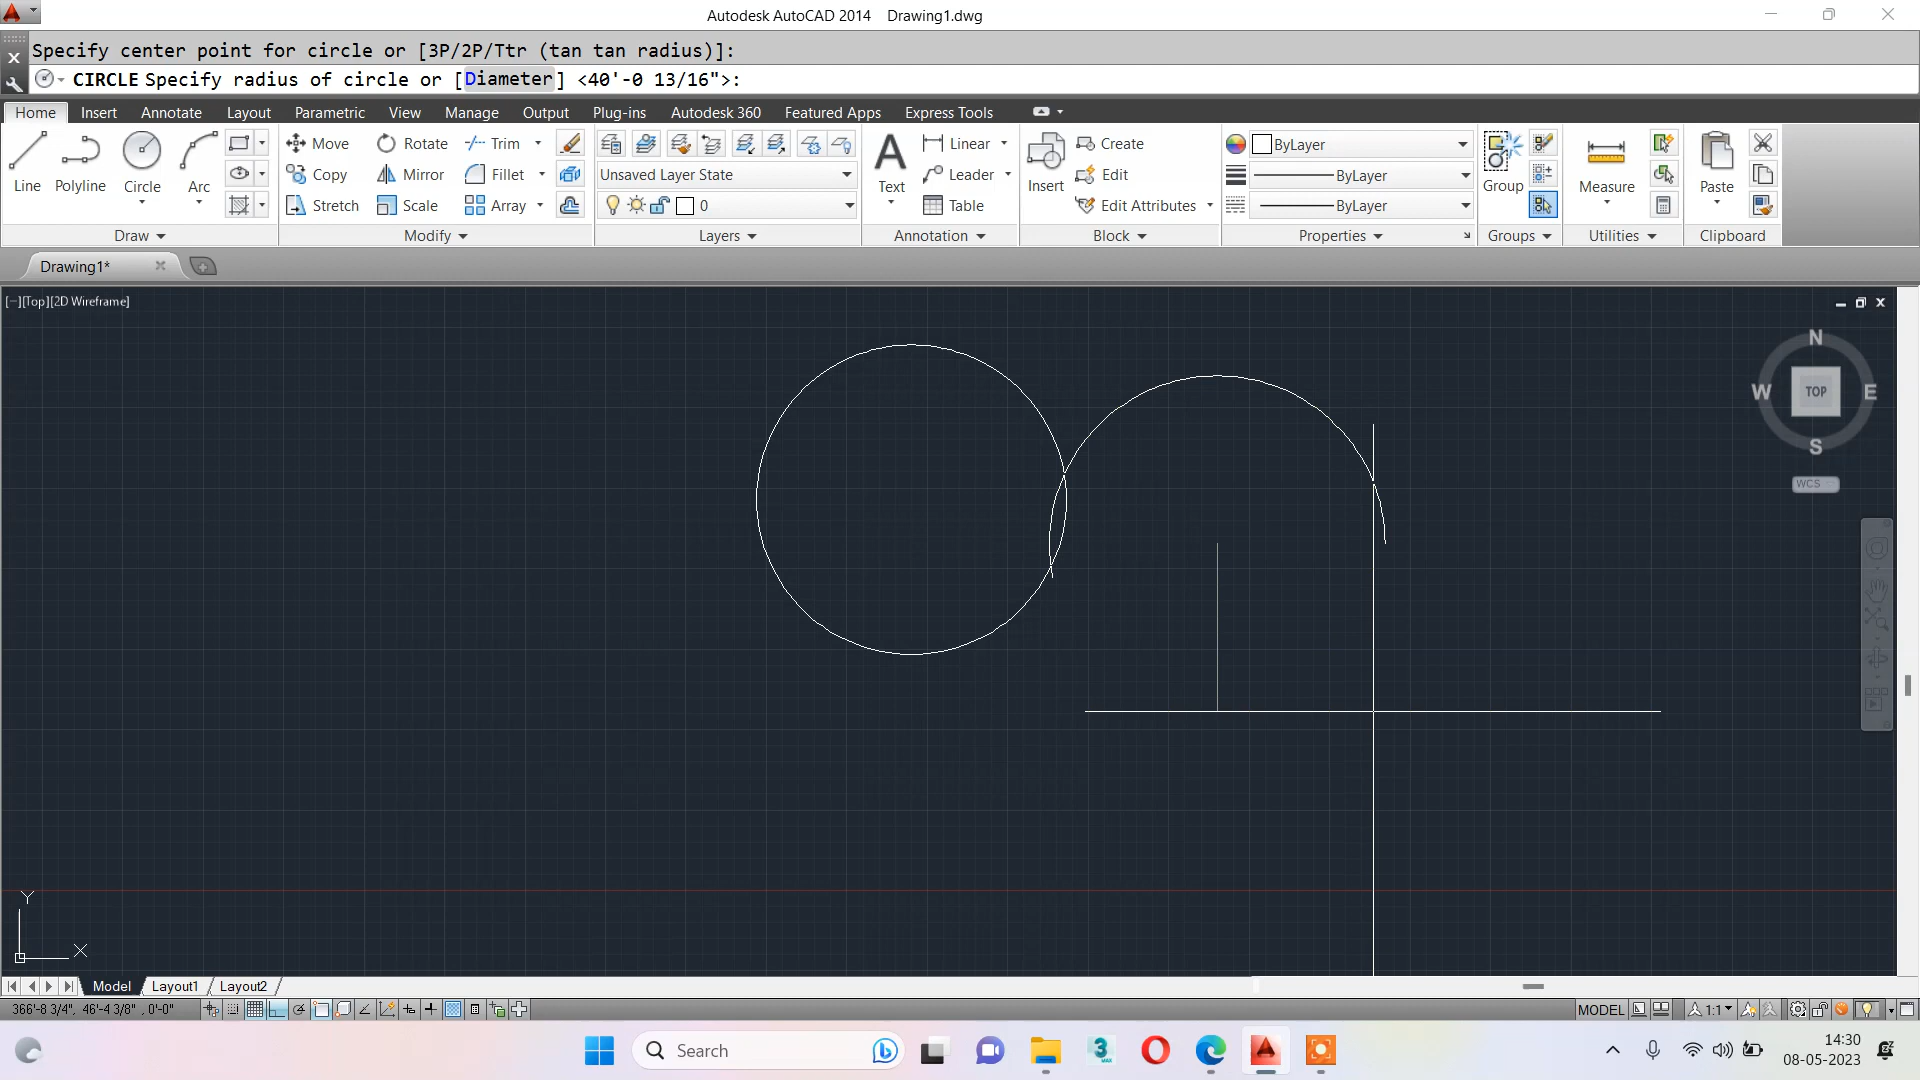 Autodesk AutoCAD 2014 Drawing1.dwg
Specify center point for circle or [3P/2P/Ttr (tan tan radius)]:
CIRCLE Specify radius of circle or [Diameter] <40'-0 13/16">:
Home Insert Annotate Layout Parametric View Manage Output Plug-ins Autodesk 360 Featured Apps Express Tools
Move Rotate Trim Linear Create ByLayer
Line Polyline Circle Arc Copy Mirror Fillet Unsaved Layer State Text Leader Insert Edit ByLayer Group Measure Paste
Stretch Scale Array 0 Table Edit Attributes ByLayer
Draw Modify Layers Annotation Block Properties Groups Utilities Clipboard
Drawing1*
[−][Top][2D Wireframe]
N
W TOP E
S
WCS
Y
X
Model Layout1 Layout2
366'-8 3/4", 46'-4 3/8" , 0'-0" MODEL 1:1
Search 3 MAX 14:30
08-05-2023